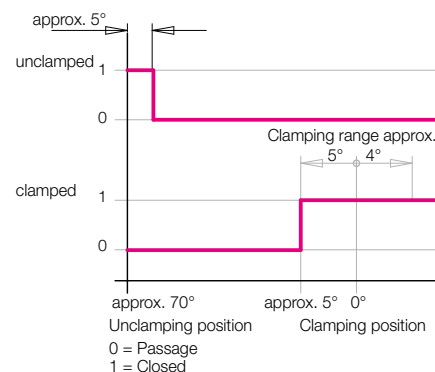 approx. 5°
unclamped 1
0
Clamping range approx.
5° 4°
clamped 1
0
approx. 70° approx. 5° 0°
Unclamping position Clamping position
0 = Passage
1 = Closed